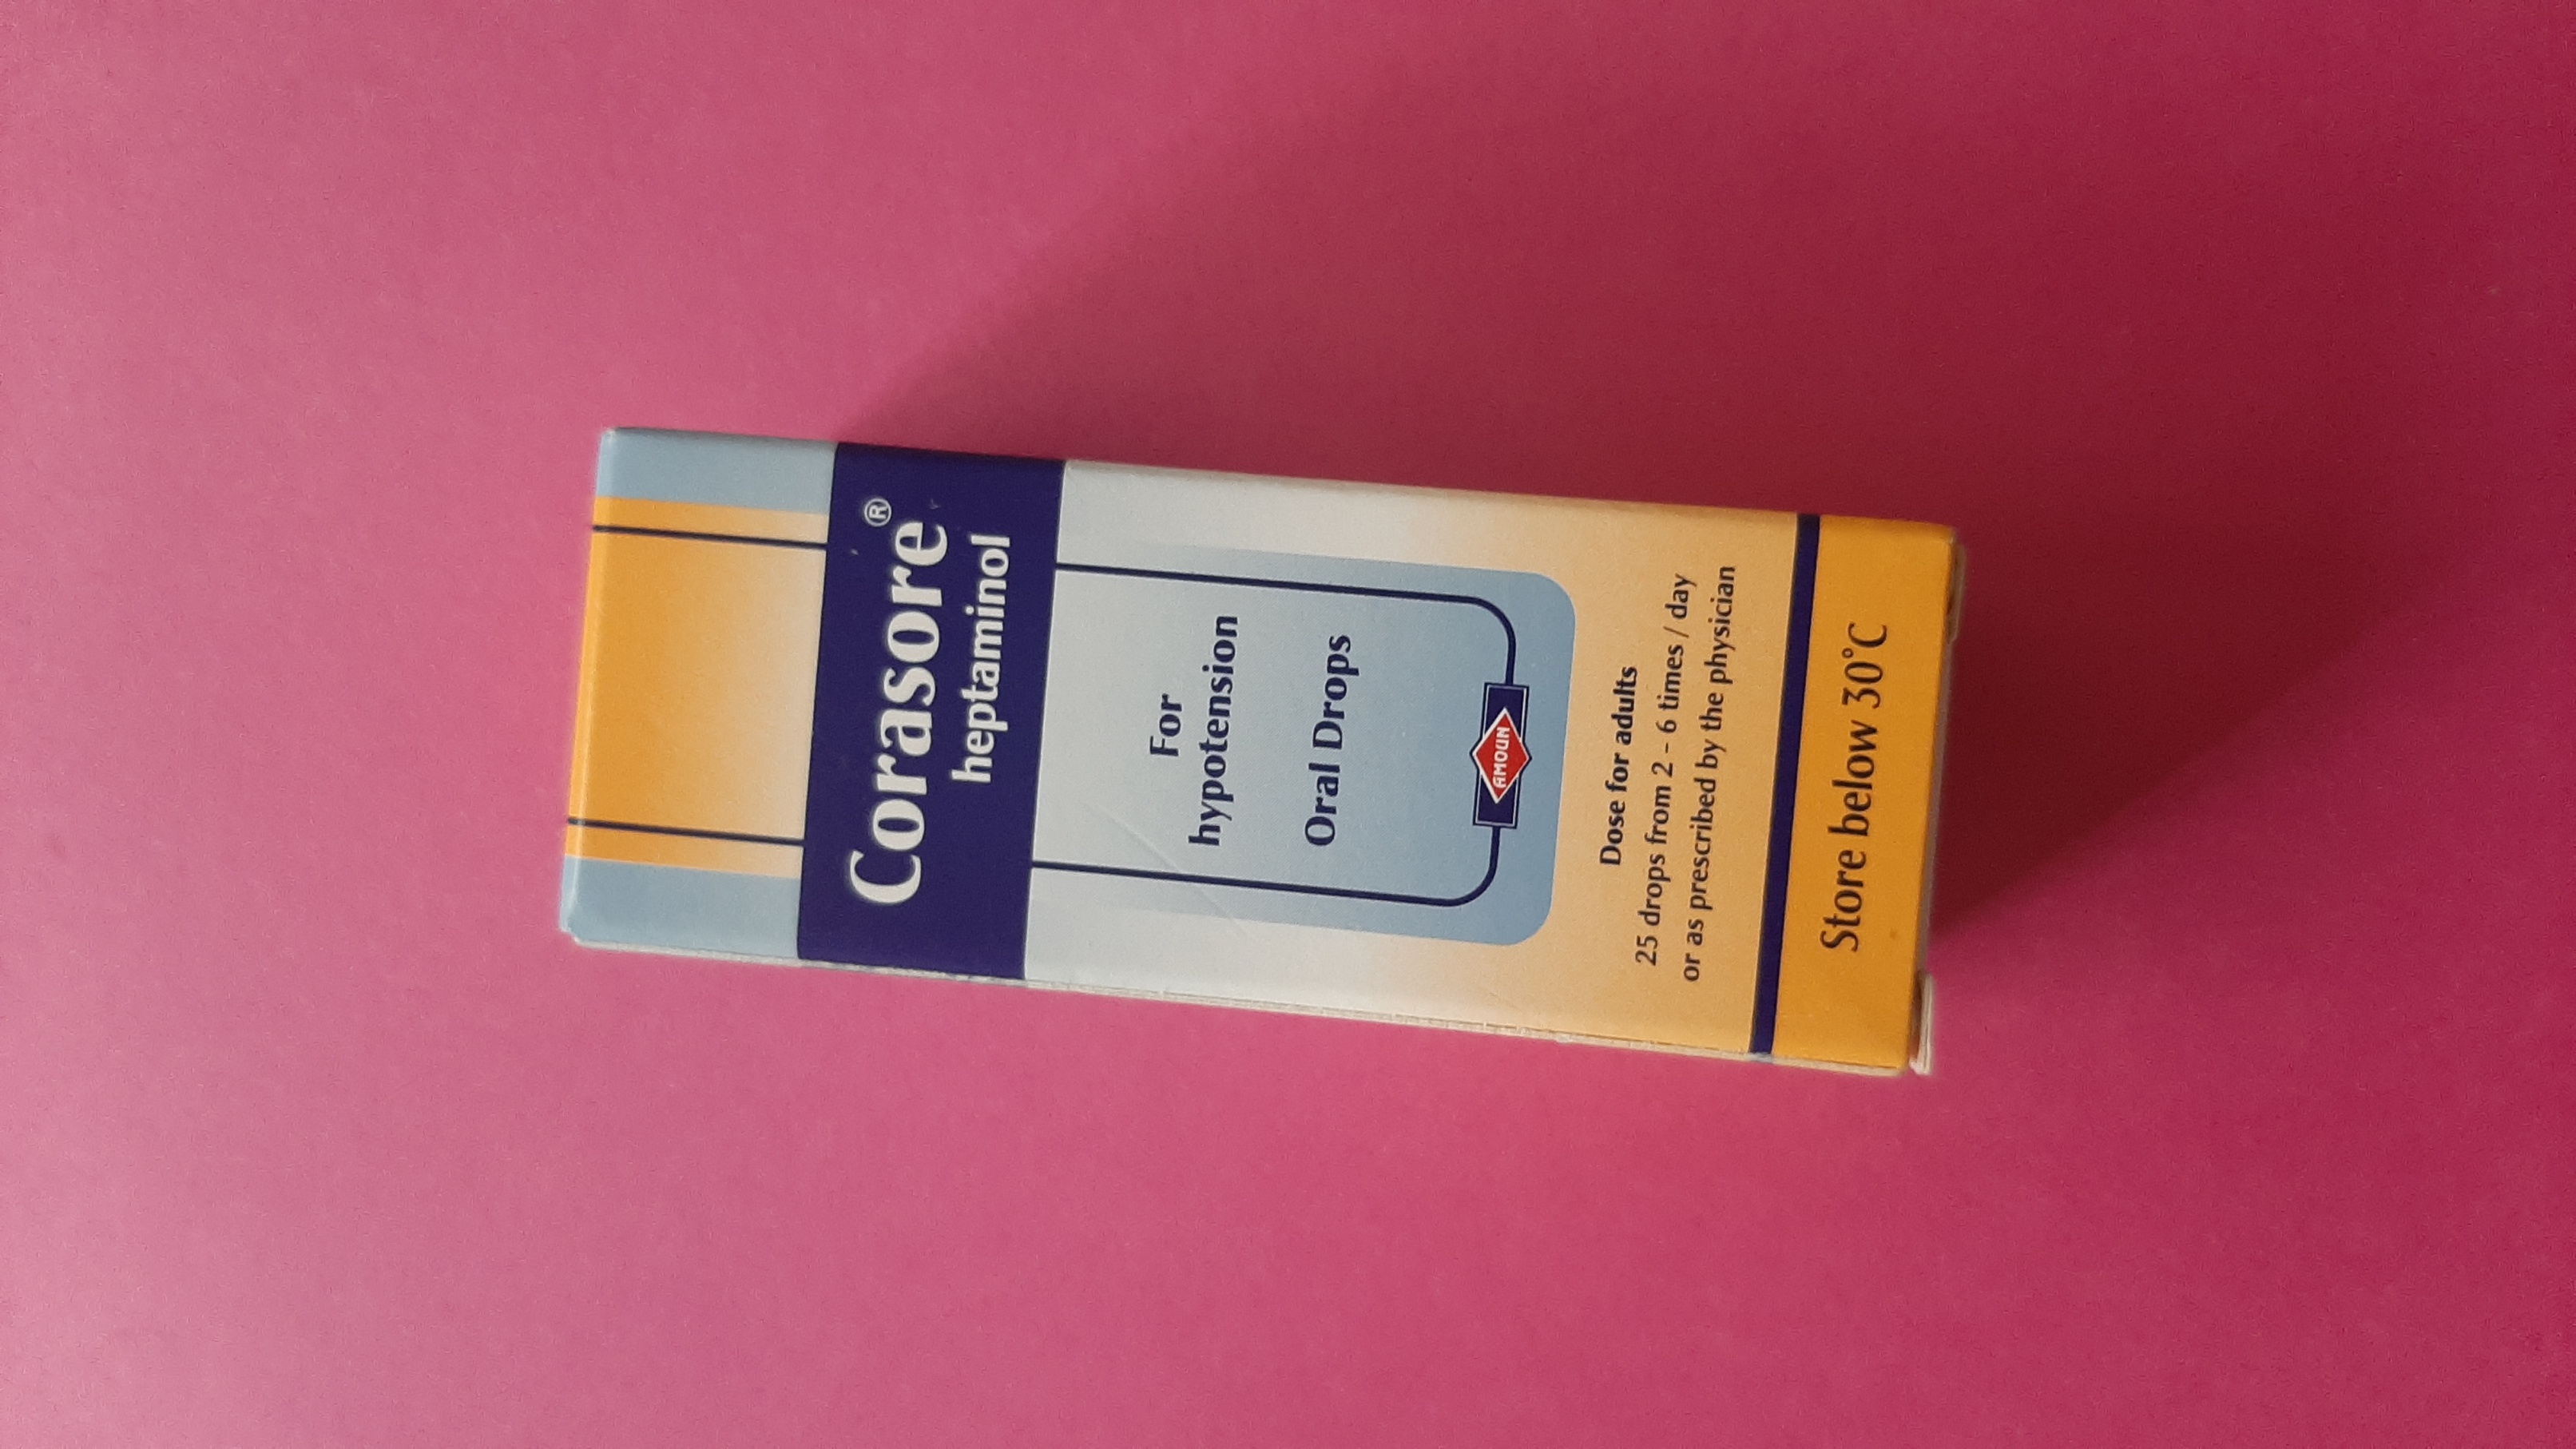 Corasore®
heptaminol
For
hypotension
Oral Drops
AMOUN
Dose for adults
25 drops from 2 - 6 times / day
or as prescribed by the physician
Store below 30°C